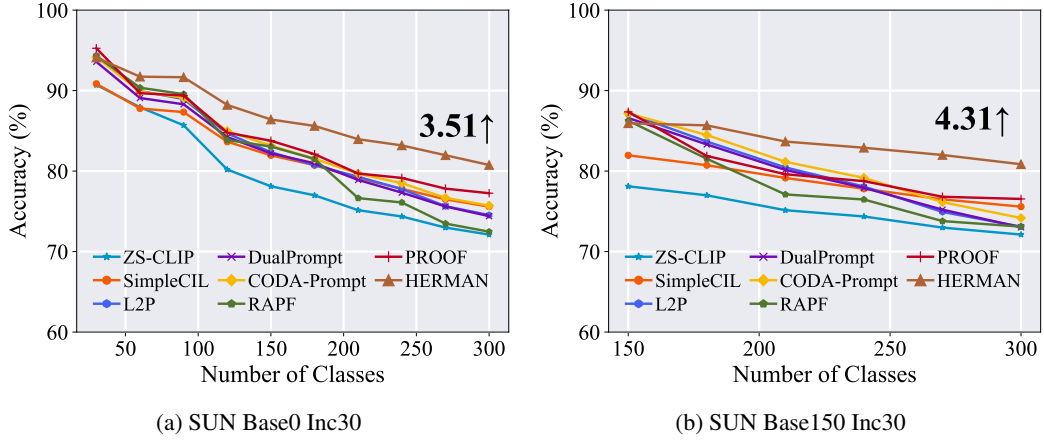 100
90
80
70
60
Accuracy (%)
3.51↑
ZS-CLIP
SimpleCIL
L2P
DualPrompt
CODA-Prompt
RAPF
PROOF
HERMAN
50
100
150
200
250
300
Number of Classes
(a) SUN Base0 Inc30
100
90
80
70
60
Accuracy (%)
4.31↑
ZS-CLIP
SimpleCIL
L2P
DualPrompt
CODA-Prompt
RAPF
PROOF
HERMAN
150
200
250
300
Number of Classes
(b) SUN Base150 Inc30